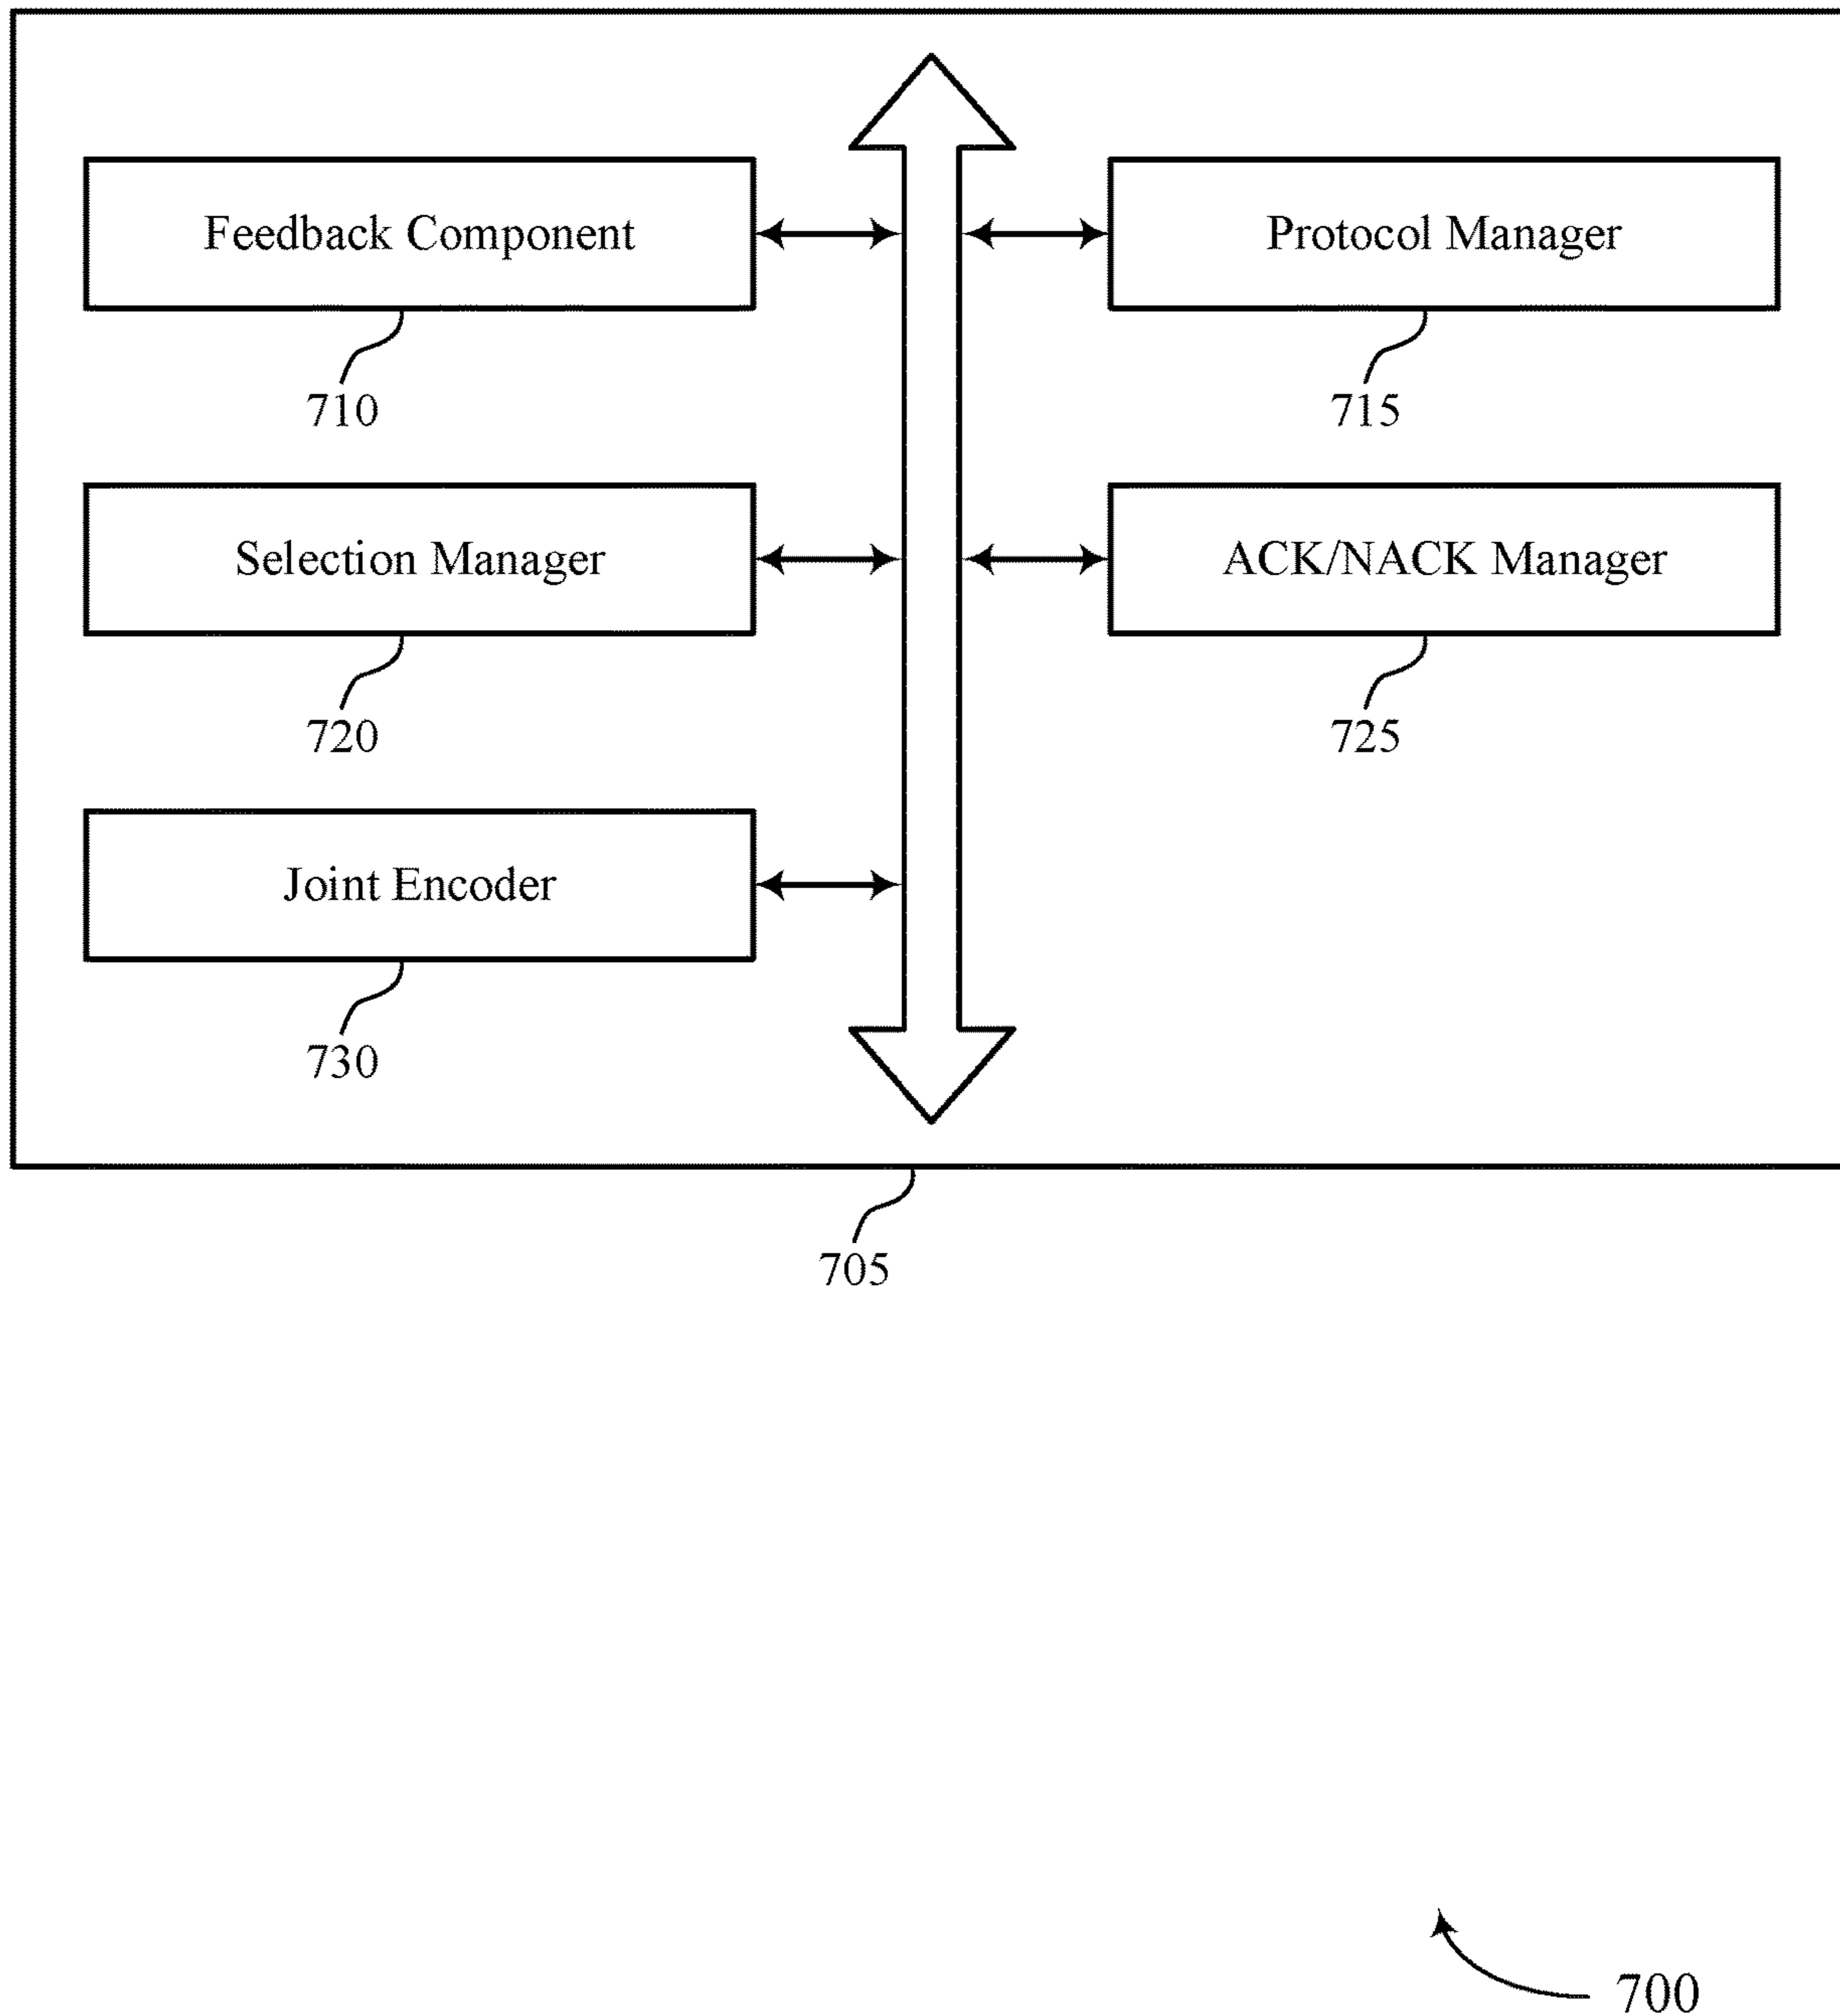 Feedback Component
Protocol Manager
710
715
Selection Manager
ACK/NACK Manager
720
725
Joint Encoder
730
705
700